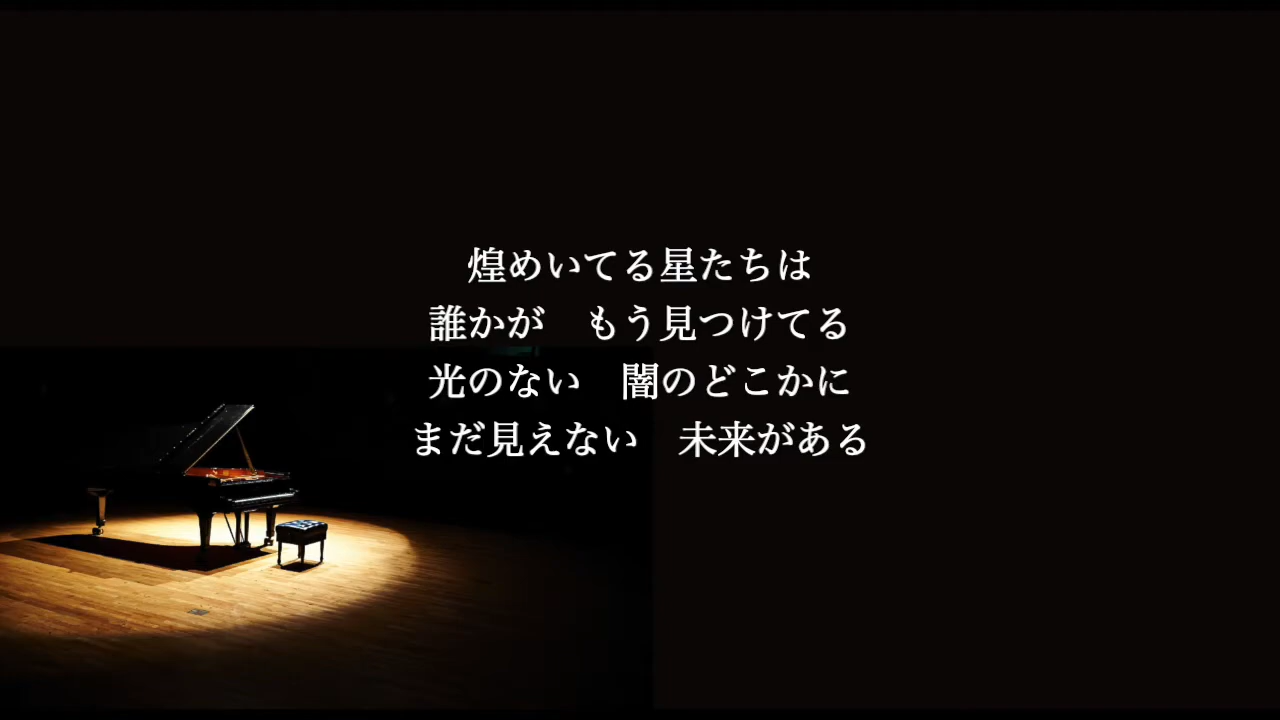 煌めいてる星たちは
誰かが　もう見つけてる
光のない　闇のどこかに
まだ見えない　未来がある